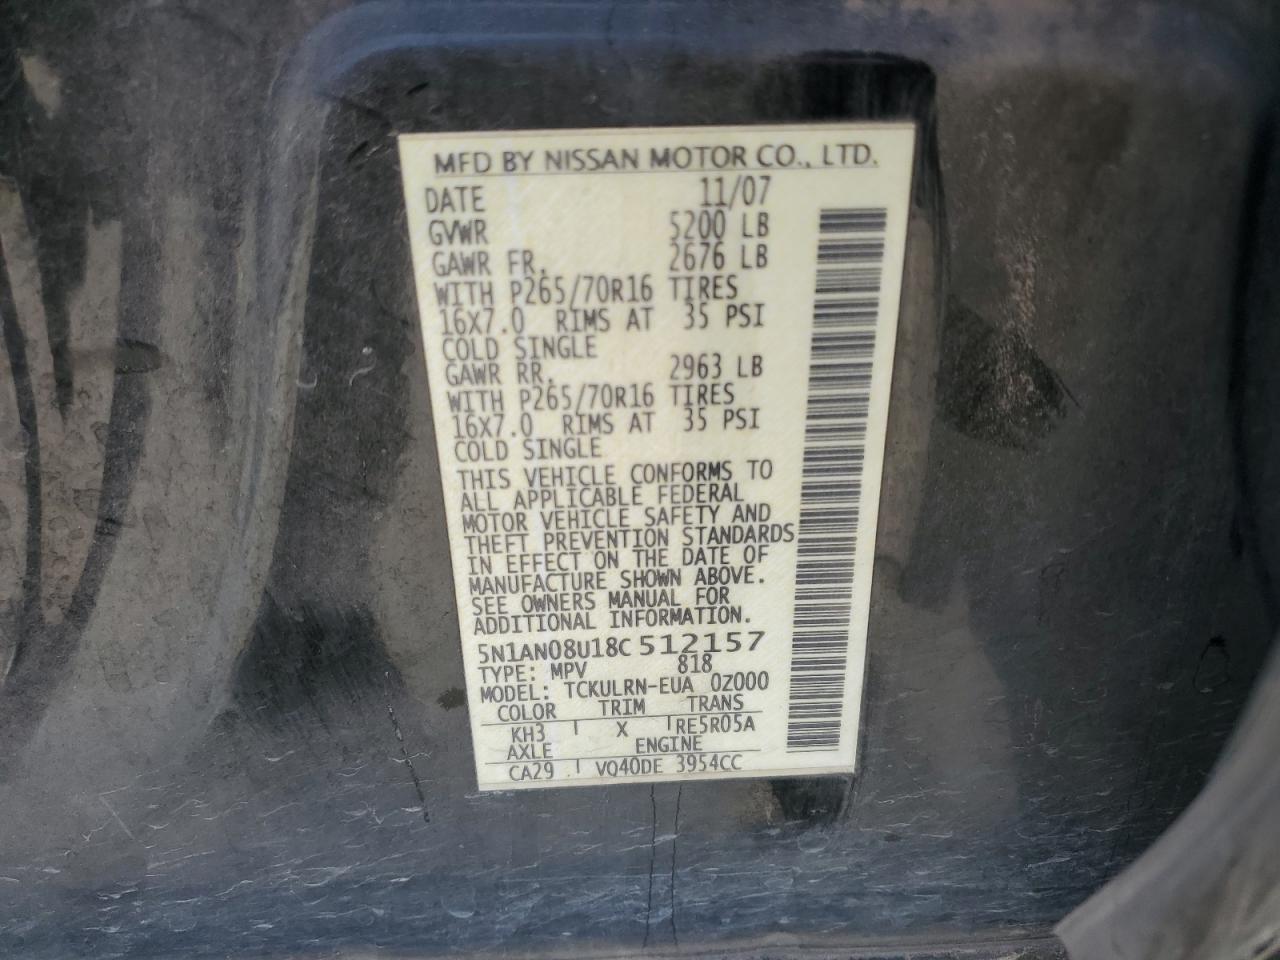 MFD BY NISSAN MOTOR CO., LTD.
DATE 11/07
GVWR 5200 LB
GAWR FR. 2676 LB
WITH P265/70R16 TIRES
16X7.0 RIMS AT 35 PSI
COLD SINGLE
GAWR RR. 2963 LB
WITH P265/70R16 TIRES
16X7.0 RIMS AT 35 PSI
COLD SINGLE
THIS VEHICLE CONFORMS TO
ALL APPLICABLE FEDERAL
MOTOR VEHICLE SAFETY AND
THEFT PREVENTION STANDARDS
IN EFFECT ON THE DATE OF
MANUFACTURE SHOWN ABOVE.
SEE OWNERS MANUAL FOR
ADDITIONAL INFORMATION.
5N1AN08U18C512157
TYPE: MPV 818
MODEL: TCKULRN-EUA 0Z000
COLOR TRIM TRANS
KH3 X RE5R05A
AXLE ENGINE
CA29 VQ40DE 3954CC